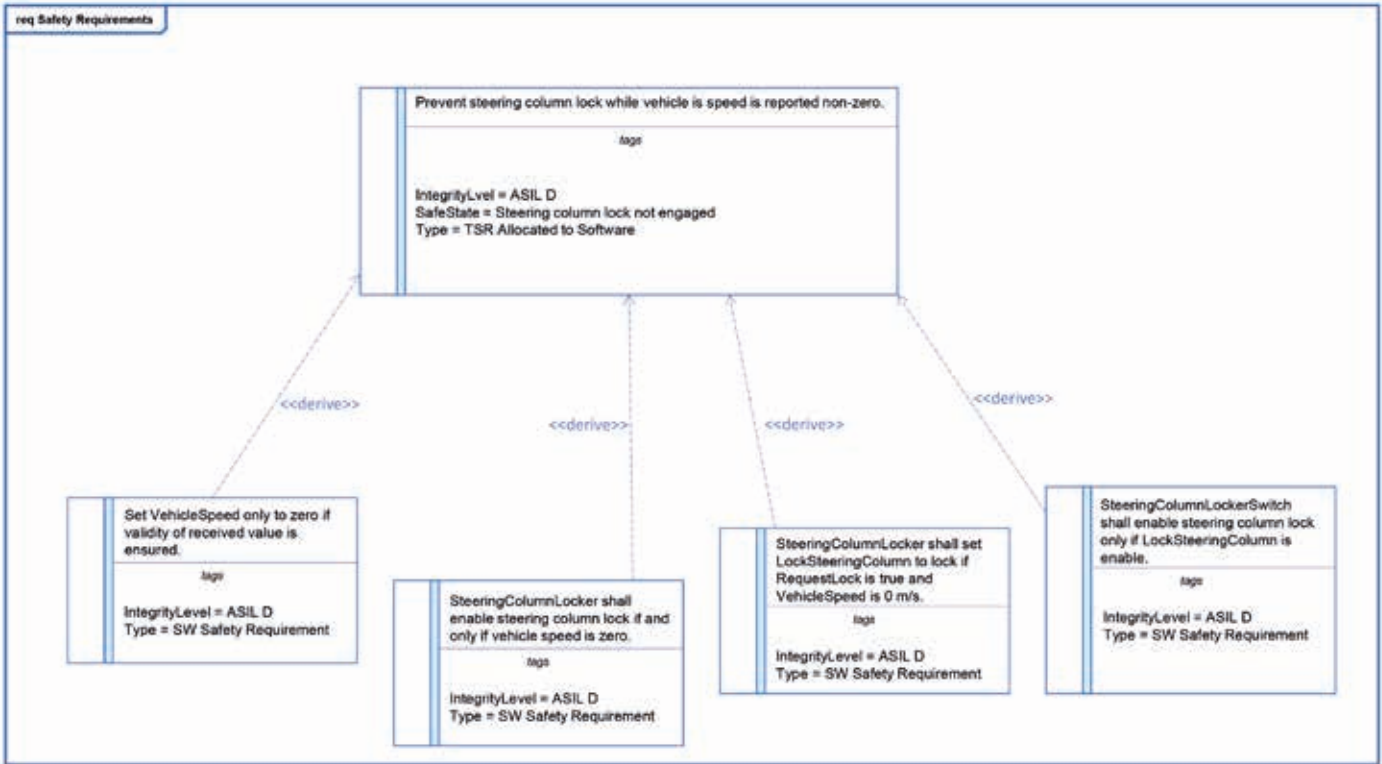 req Safety Requirements
Prevent steering column lock while vehicle is speed is reported non-zero.
tags
IntegrityLvel = ASIL D
SafeState = Steering column lock not engaged
Type = TSR Allocated to Software
<<derive>>
<<derive>>
<<derive>>
<<derive>>
Set VehicleSpeed only to zero if
validity of received value is
ensured.
tags
IntegrityLevel = ASIL D
Type = SW Safety Requirement
SteeringColumnLocker shall
enable steering column lock if and
only if vehicle speed is zero.
tags
IntegrityLevel = ASIL D
Type = SW Safety Requirement
SteeringColumnLocker shall set
LockSteeringColumn to lock if
RequestLock is true and
VehicleSpeed is 0 m/s.
tags
IntegrityLevel = ASIL D
Type = SW Safety Requirement
SteeringColumnLockerSwitch
shall enable steering column lock
only if LockSteeringColumn is
enable.
tags
IntegrityLevel = ASIL D
Type = SW Safety Requirement